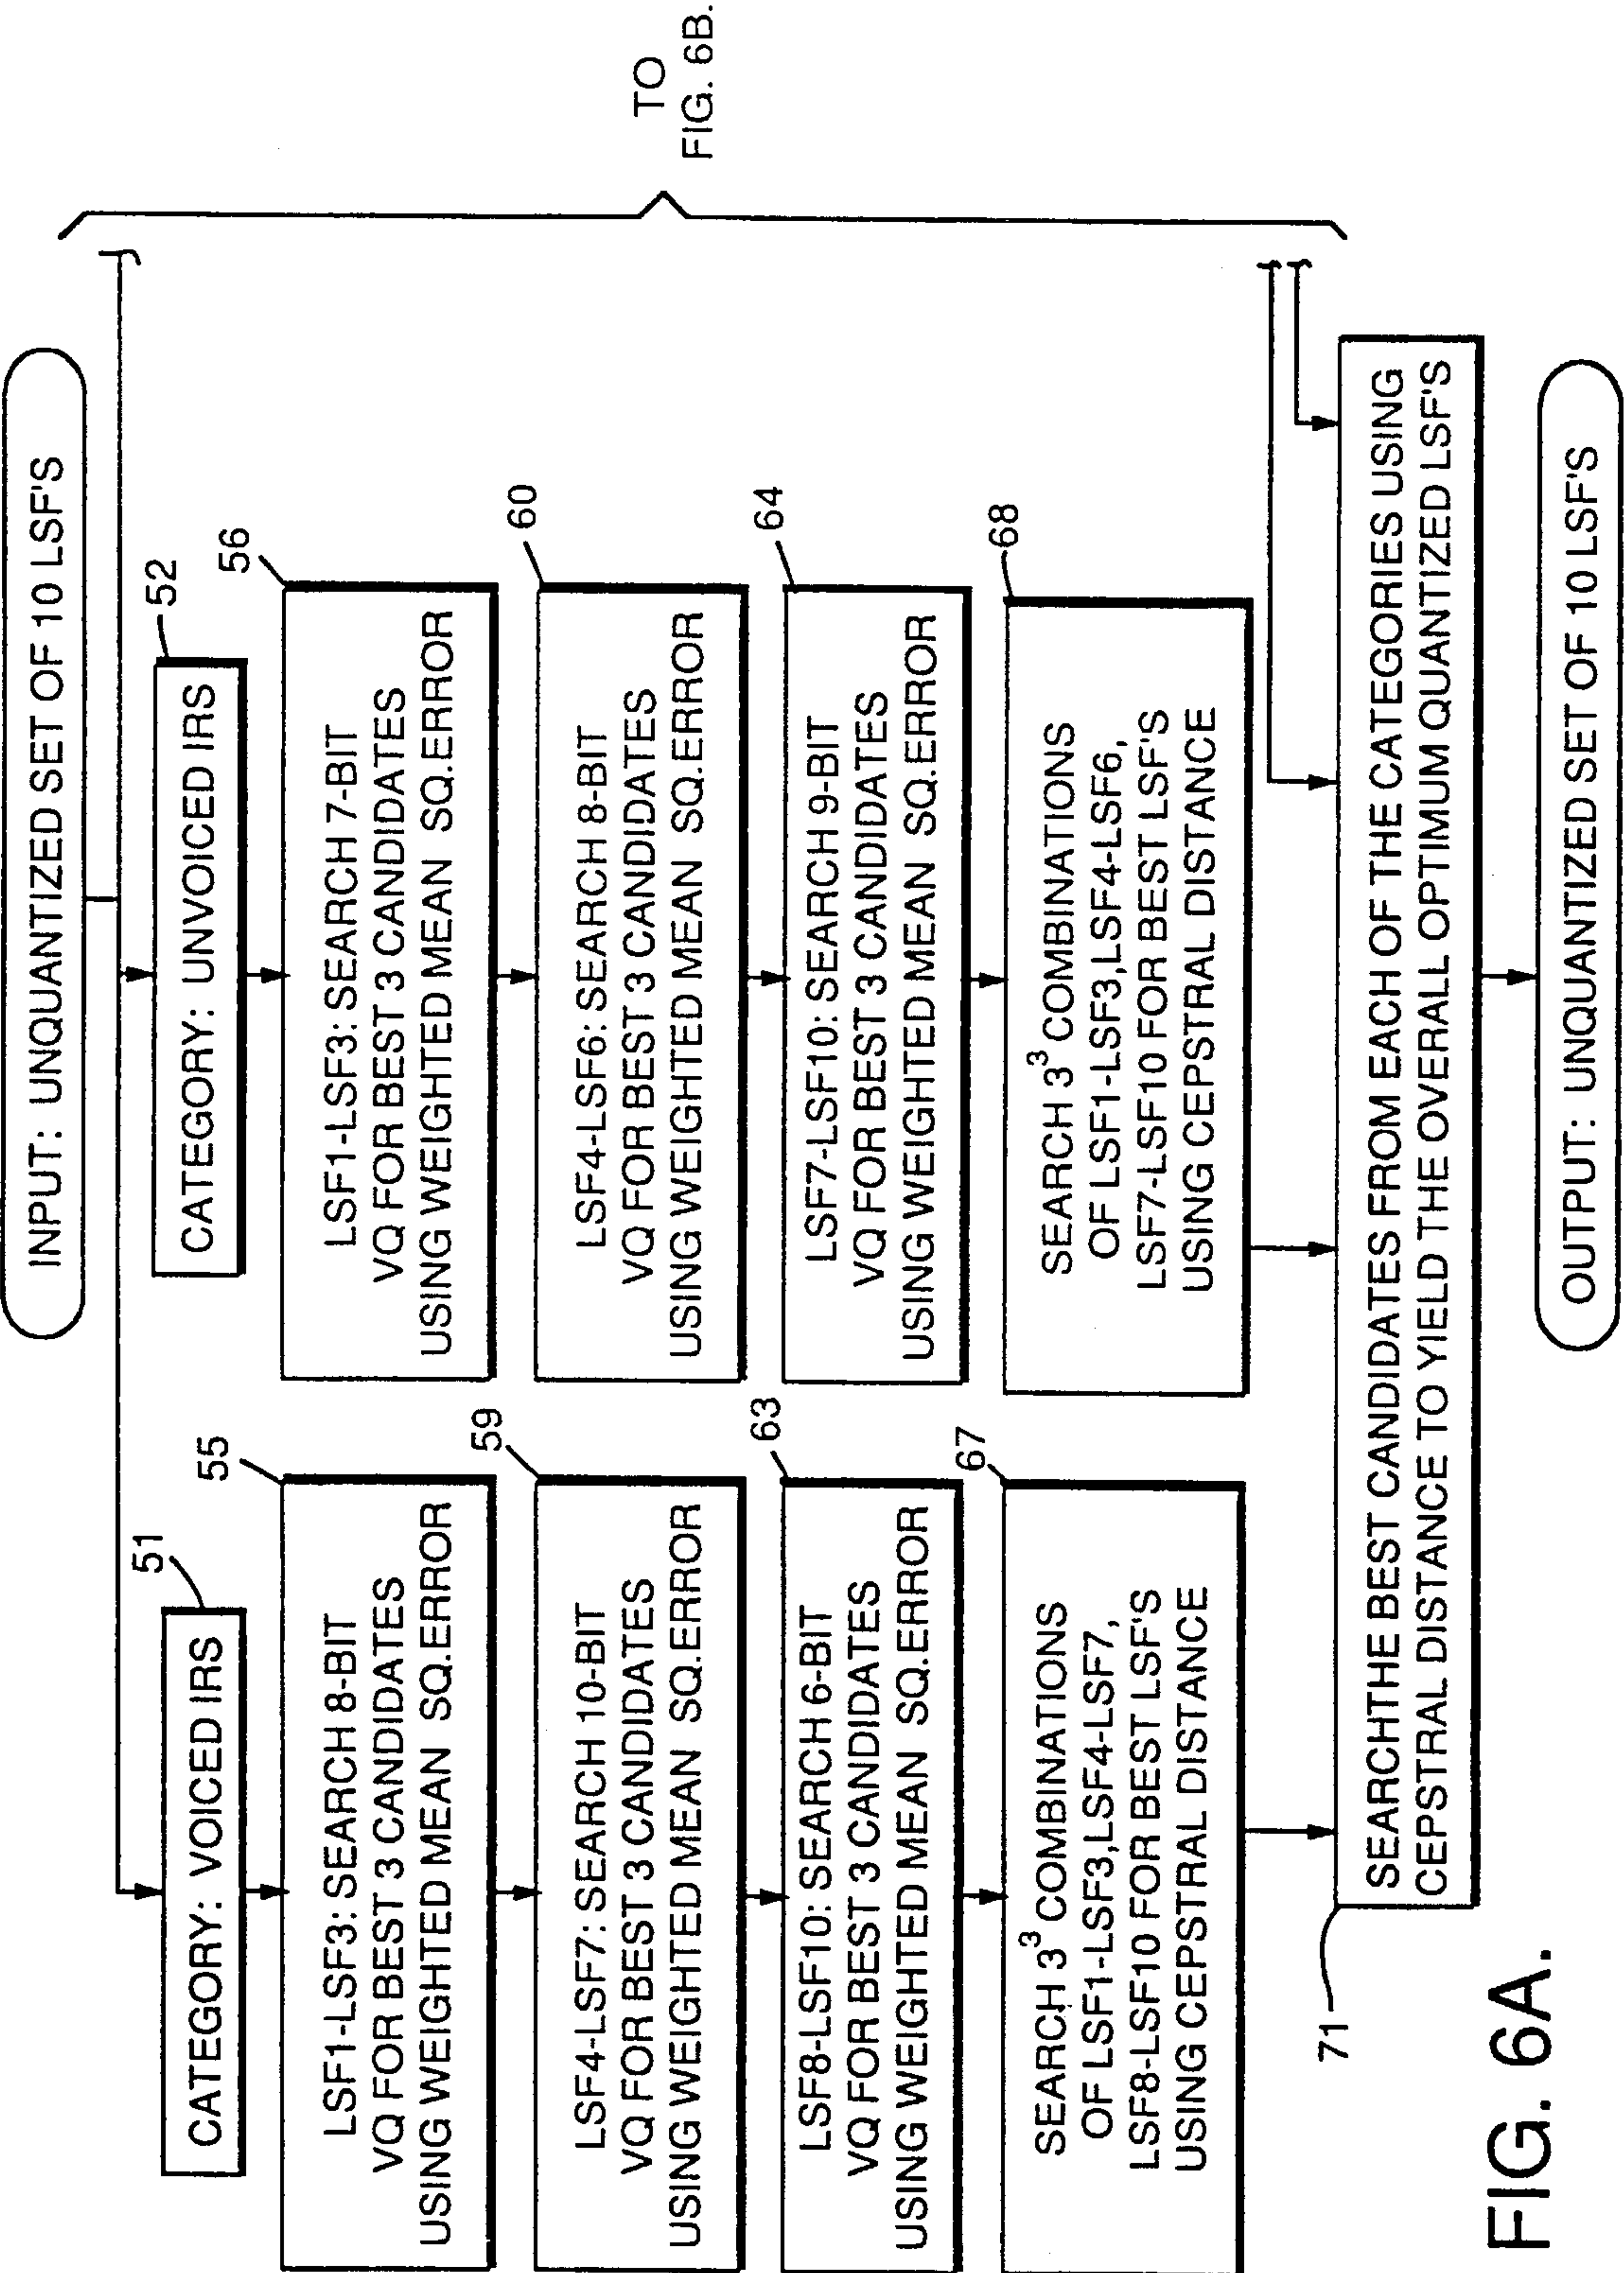 INPUT: UNQUANTIZED SET OF 10 LSF'S
51
CATEGORY: VOICED IRS
55
LSF1-LSF3: SEARCH 8-BIT
VQ FOR BEST 3 CANDIDATES
USING WEIGHTED MEAN SQ.ERROR
59
LSF4-LSF7: SEARCH 10-BIT
VQ FOR BEST 3 CANDIDATES
USING WEIGHTED MEAN SQ.ERROR
63
LSF8-LSF10: SEARCH 6-BIT
VQ FOR BEST 3 CANDIDATES
USING WEIGHTED MEAN SQ.ERROR
67
SEARCH 3³ COMBINATIONS
OF LSF1-LSF3,LSF4-LSF7,
LSF8-LSF10 FOR BEST LSF'S
USING CEPSTRAL DISTANCE
52
CATEGORY: UNVOICED IRS
56
LSF1-LSF3: SEARCH 7-BIT
VQ FOR BEST 3 CANDIDATES
USING WEIGHTED MEAN SQ.ERROR
60
LSF4-LSF6: SEARCH 8-BIT
VQ FOR BEST 3 CANDIDATES
USING WEIGHTED MEAN SQ.ERROR
64
LSF7-LSF10: SEARCH 9-BIT
VQ FOR BEST 3 CANDIDATES
USING WEIGHTED MEAN SQ.ERROR
68
SEARCH 3³ COMBINATIONS
OF LSF1-LSF3,LSF4-LSF6,
LSF7-LSF10 FOR BEST LSF'S
USING CEPSTRAL DISTANCE
TO
FIG. 6B.
71
SEARCHTHE BEST CANDIDATES FROM EACH OF THE CATEGORIES USING
CEPSTRAL DISTANCE TO YIELD THE OVERALL OPTIMUM QUANTIZED LSF'S
OUTPUT: UNQUANTIZED SET OF 10 LSF'S
FIG. 6A.